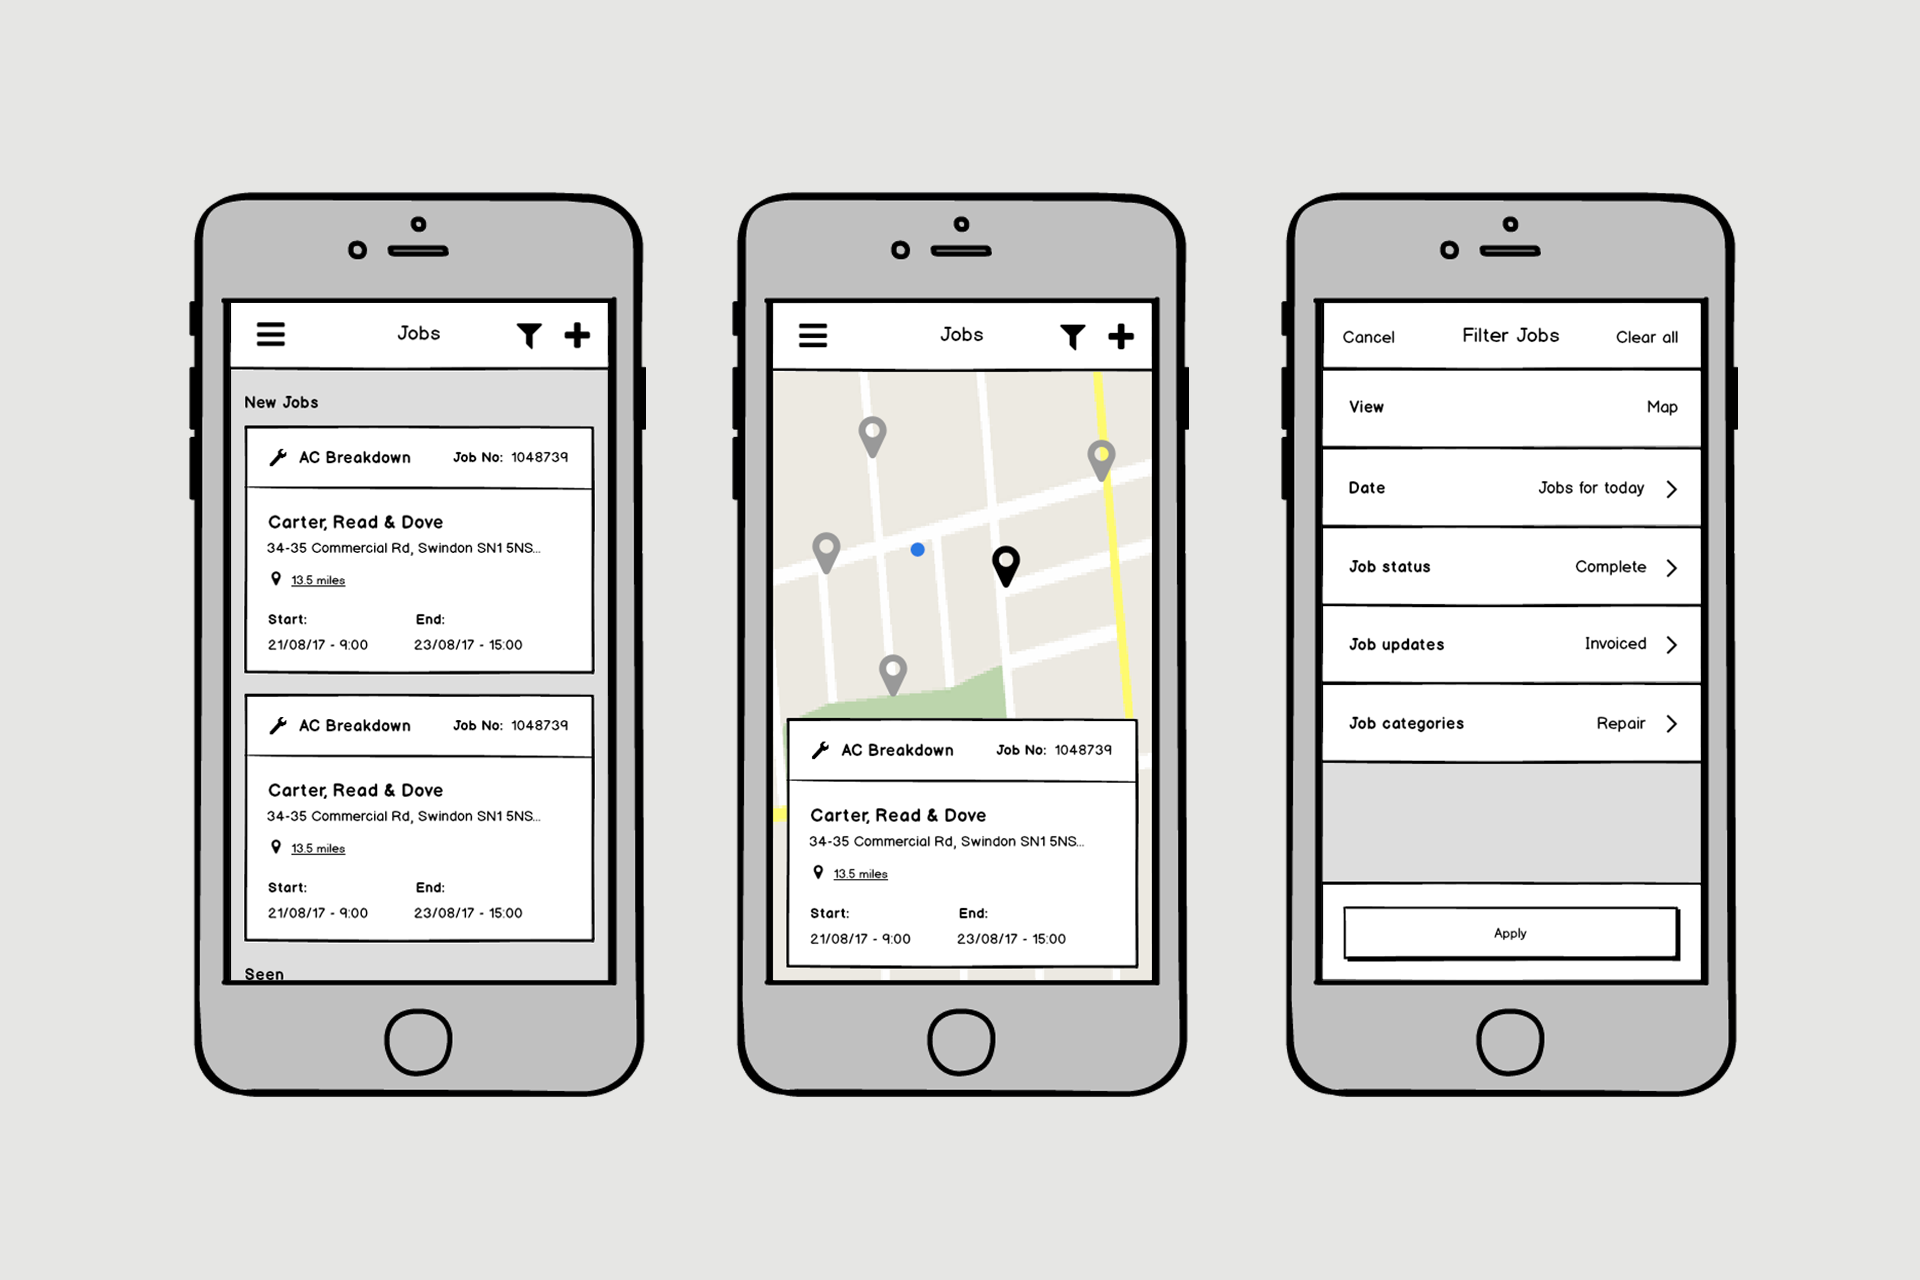 Jobs
New Jobs
AC Breakdown Job No: 1048739
Carter, Read & Dove
34-35 Commercial Rd, Swindon SN1 5NS...
13.5 miles
Start: End:
21/08/17 - 9:00 23/08/17 - 15:00
AC Breakdown Job No: 1048739
Carter, Read & Dove
34-35 Commercial Rd, Swindon SN1 5NS...
13.5 miles
Start: End:
21/08/17 - 9:00 23/08/17 - 15:00
Seen
Jobs
AC Breakdown Job No: 1048739
Carter, Read & Dove
34-35 Commercial Rd, Swindon SN1 5NS...
13.5 miles
Start: End:
21/08/17 - 9:00 23/08/17 - 15:00
Cancel Filter Jobs Clear all
View Map
Date Jobs for today
Job status Complete
Job updates Invoiced
Job categories Repair
Apply